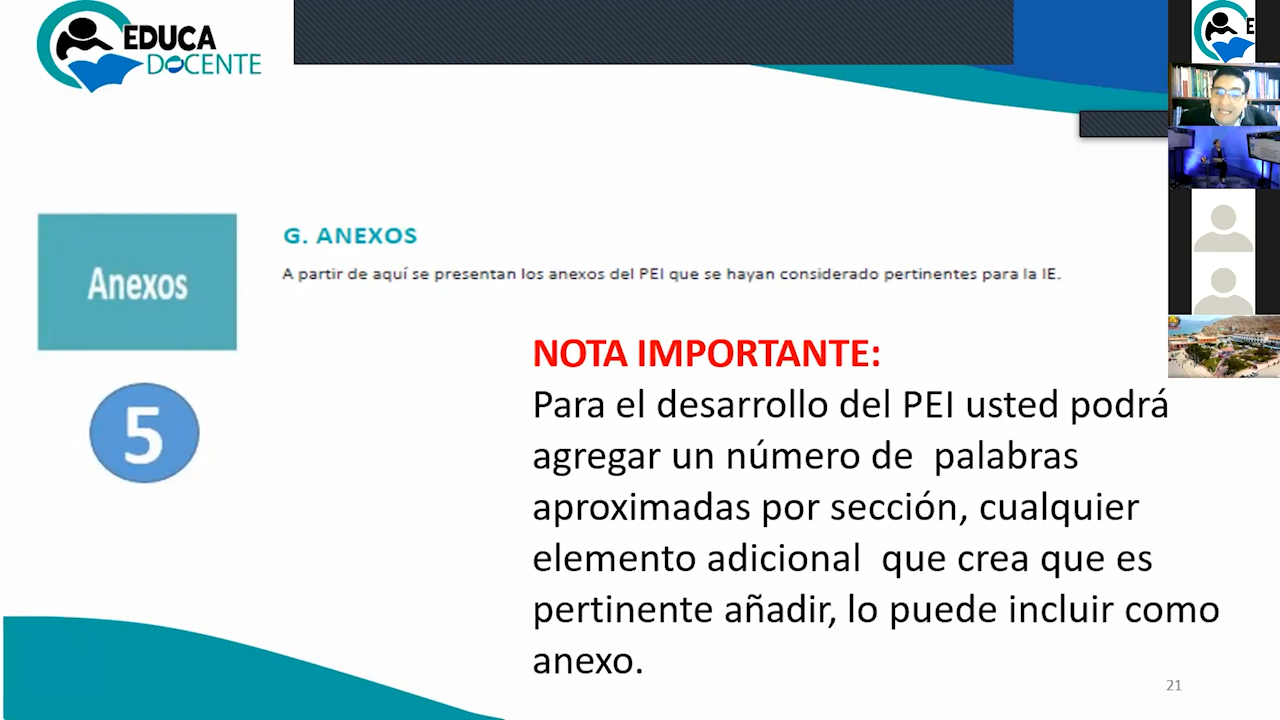 EDUCA
DOCENTE
E
Anexos
G. ANEXOS
A partir de aquí se presentan los anexos del PEI que se hayan considerado pertinentes para la IE.
5
NOTA IMPORTANTE:
Para el desarrollo del PEI usted podrá
agregar un número de palabras
aproximadas por sección, cualquier
elemento adicional que crea que es
pertinente añadir, lo puede incluir como
anexo.
21